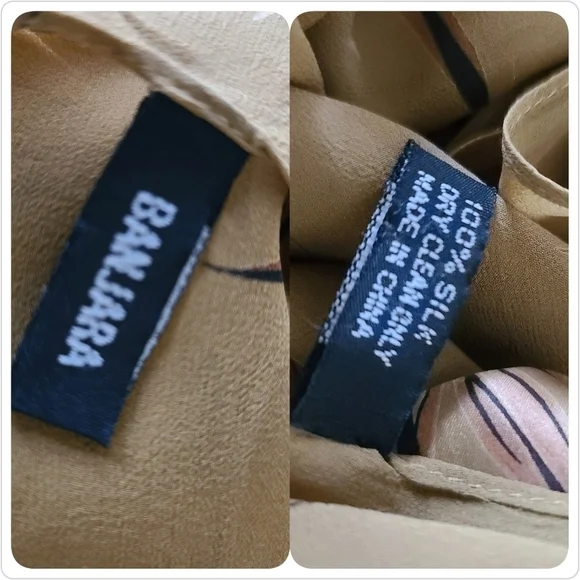 BANJARA
100% SILK
DRY CLEAN ONLY
MADE IN CHINA